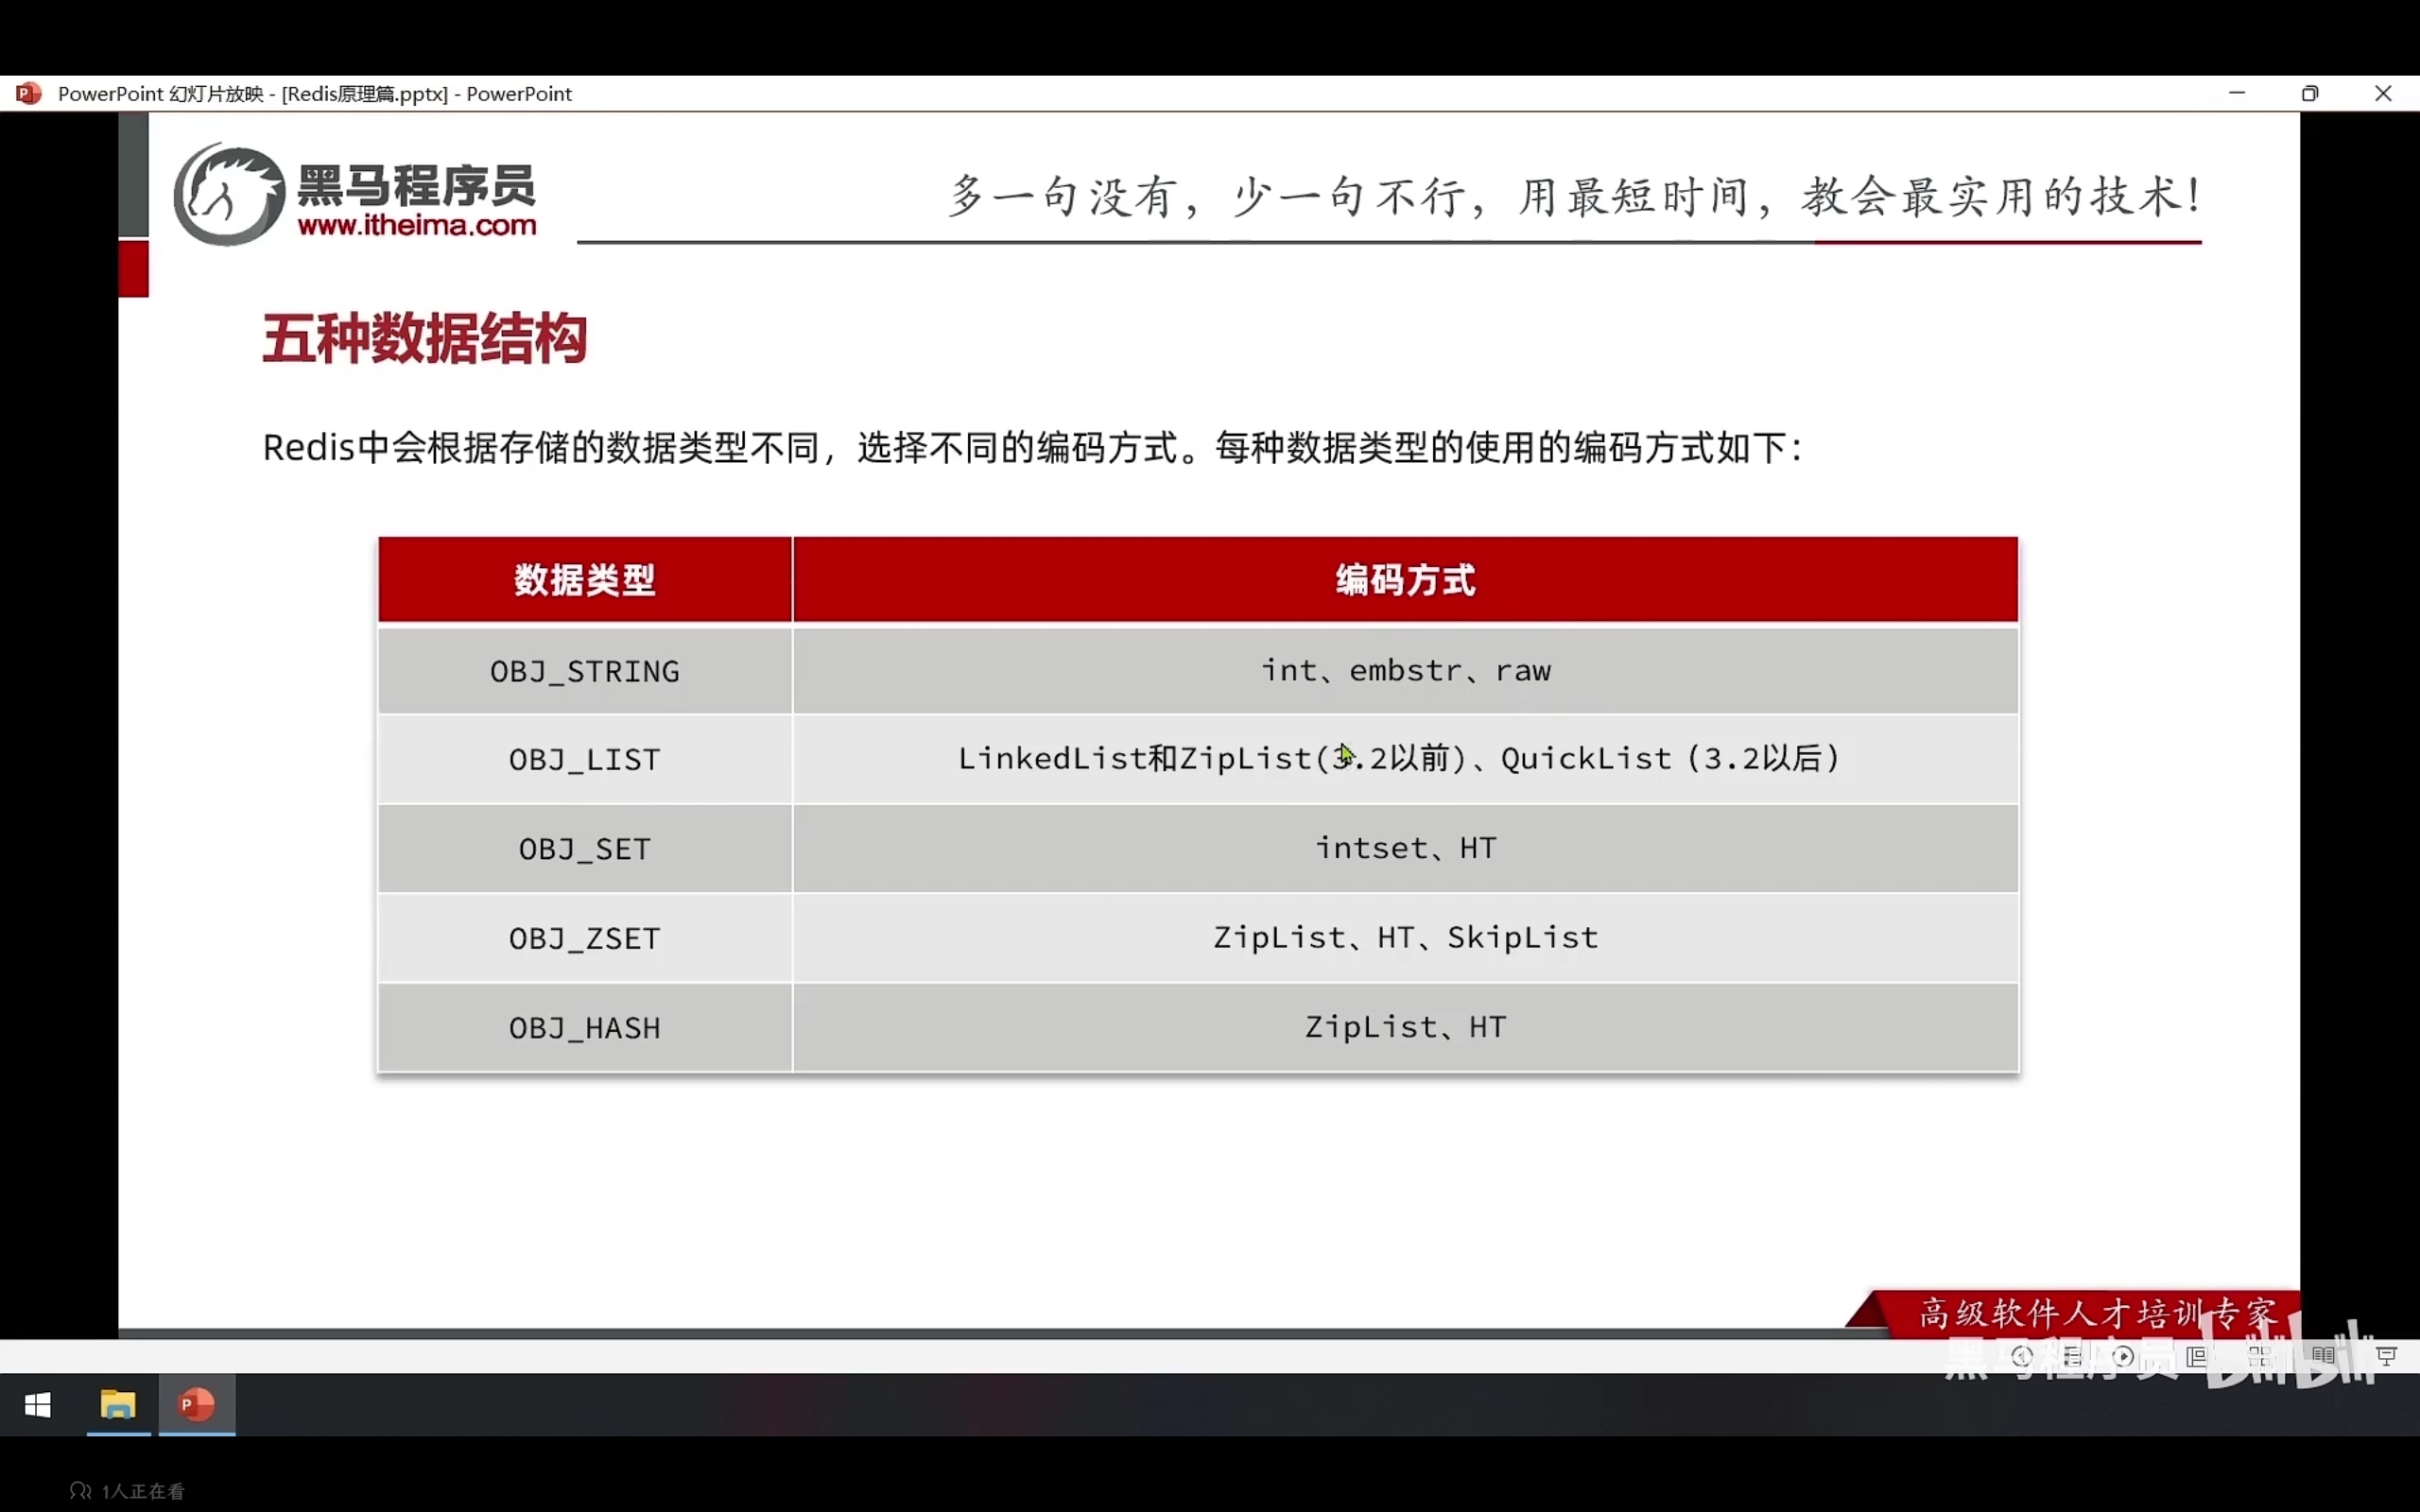 PowerPoint 幻灯片放映 - [Redis原理篇.pptx] - PowerPoint
黑马程序员
www.itheima.com
多一句没有，少一句不行，用最短时间，教会最实用的技术！
五种数据结构
Redis中会根据存储的数据类型不同，选择不同的编码方式。每种数据类型的使用的编码方式如下：
数据类型 编码方式
OBJ_STRING int、embstr、raw
OBJ_LIST LinkedList和ZipList(3.2以前)、QuickList（3.2以后）
OBJ_SET intset、HT
OBJ_ZSET ZipList、HT、SkipList
OBJ_HASH ZipList、HT
高级软件人才培训专家
黑马程序员 bilibili
1人正在看